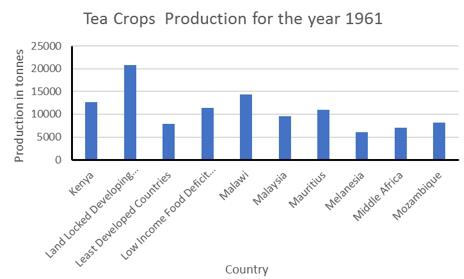 Tea Crops Production for the year 1961
Production in tonnes
25000
20000
15000
10000
5000
0
Kenya
Land Locked Developing...
Least Developed Countries
Low Income Food Deficit...
Malawi
Malaysia
Mauritius
Melanesia
Middle Africa
Mozambique
Country